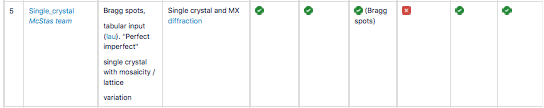 5
Single_crystal
McStas team
Bragg spots,
tabular input
(lau). "Perfect
imperfect"
single crystal
with mosaicity /
lattice
variation
Single crystal and MX
diffraction
(Bragg
spots)